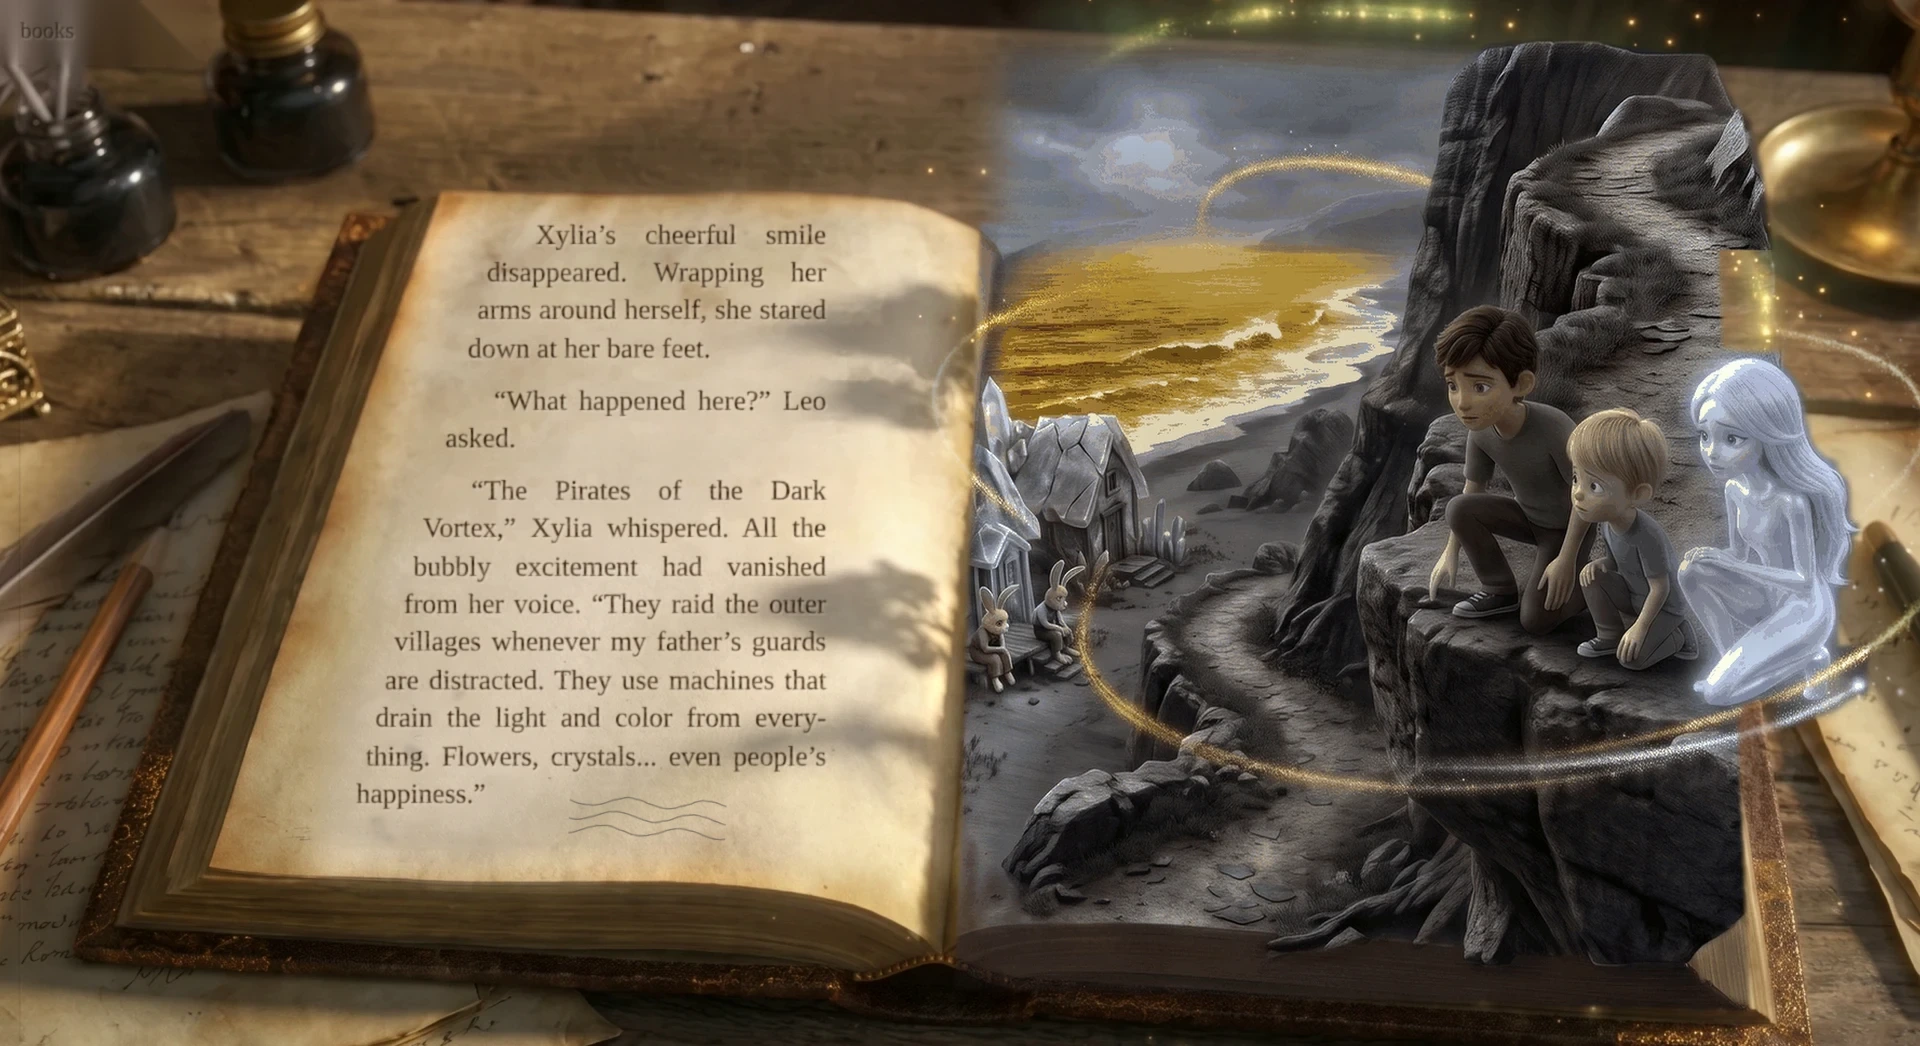 books
Xylia’s cheerful smile
disappeared. Wrapping her
arms around herself, she stared
down at her bare feet.
“What happened here?” Leo
asked.
“The Pirates of the Dark
Vortex,” Xylia whispered. All the
bubbly excitement had vanished
from her voice. “They raid the outer
villages whenever my father’s guards
are distracted. They use machines that
drain the light and color from every-
thing. Flowers, crystals... even people’s
happiness.”